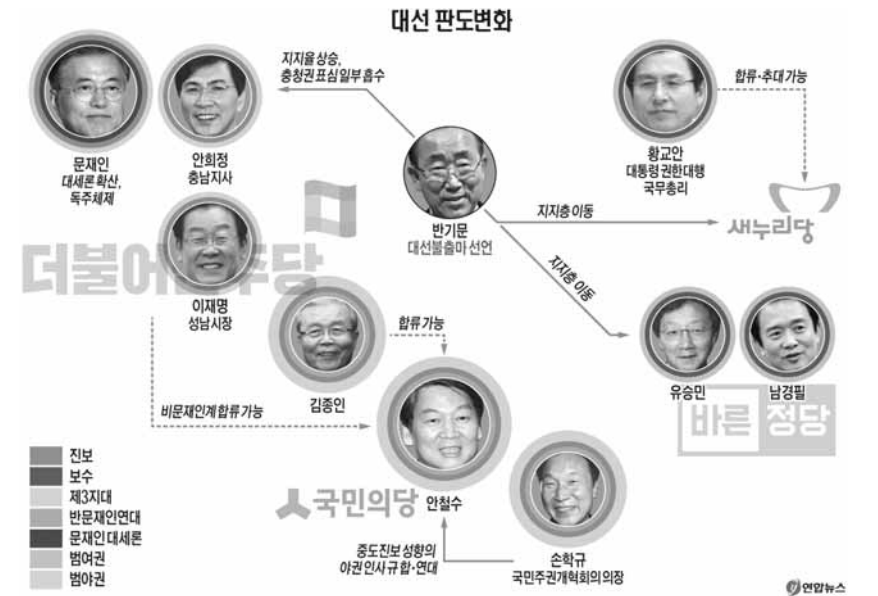 대선 판도변화
지지율 상승,
충청권 표심 일부 흡수
합류·추대 가능
문재인
대세론 확산,
독주체제
안희정
충남지사
반기문
대선불출마 선언
황교안
대통령 권한대행
국무총리
지지층 이동
새누리당
지지층 이동
더불어민주당
이재명
성남시장
합류 가능
김종인
유승민
남경필
바른정당
비문재인계 합류 가능
진보
보수
제3지대
반문재인연대
문재인 대세론
범여권
범야권
국민의당
안철수
중도진보 성향의
야권 인사 규합·연대
손학규
국민주권개혁회의 의장
연합뉴스